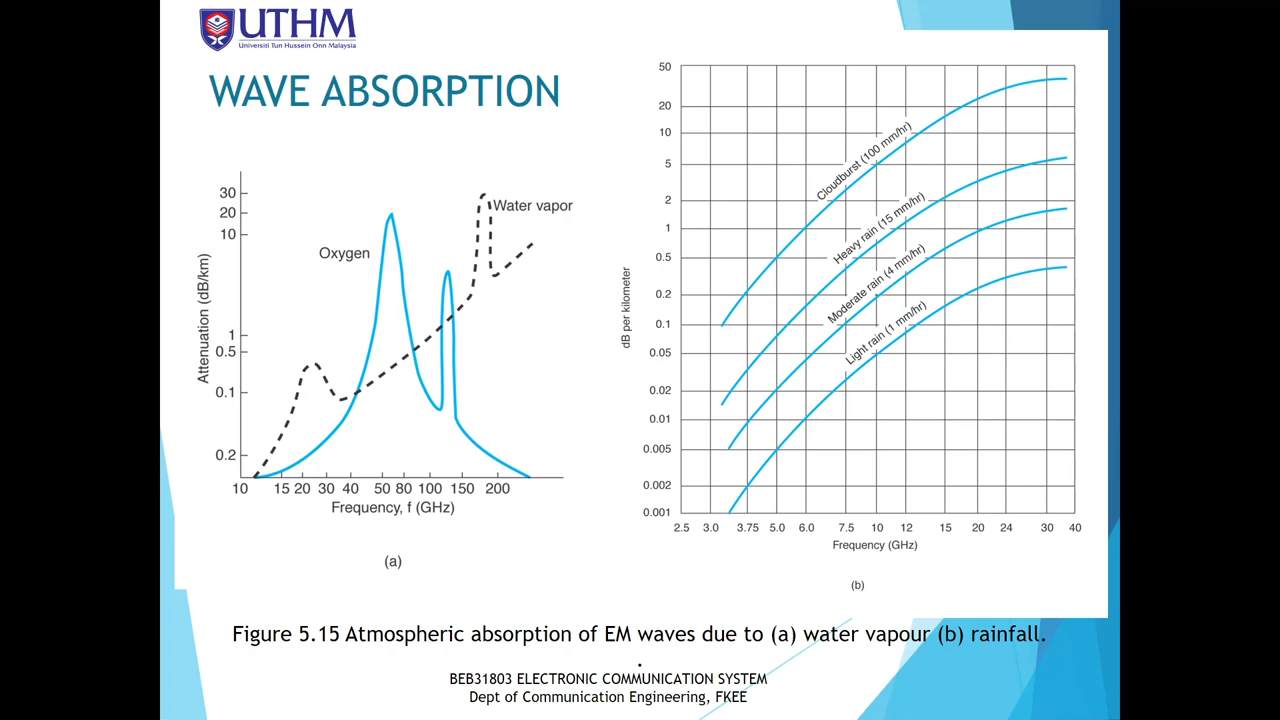 UTHM
Universiti Tun Hussein Onn Malaysia
WAVE ABSORPTION
30
20
10
1
0.5
0.1
0.2
Attenuation (dB/km)
Oxygen
Water vapor
10 15 20 30 40 50 80 100 150 200
Frequency, f (GHz)
(a)
50
20
10
5
2
1
0.5
0.2
0.1
0.05
0.02
0.01
0.005
0.002
0.001
dB per kilometer
Cloudburst (100 mm/hr)
Heavy rain (15 mm/hr)
Moderate rain (4 mm/hr)
Light rain (1 mm/hr)
2.5 3.0 3.75 5.0 6.0 7.5 10 12 15 20 24 30 40
Frequency (GHz)
(b)
Figure 5.15 Atmospheric absorption of EM waves due to (a) water vapour (b) rainfall.
.
BEB31803 ELECTRONIC COMMUNICATION SYSTEM
Dept of Communication Engineering, FKEE